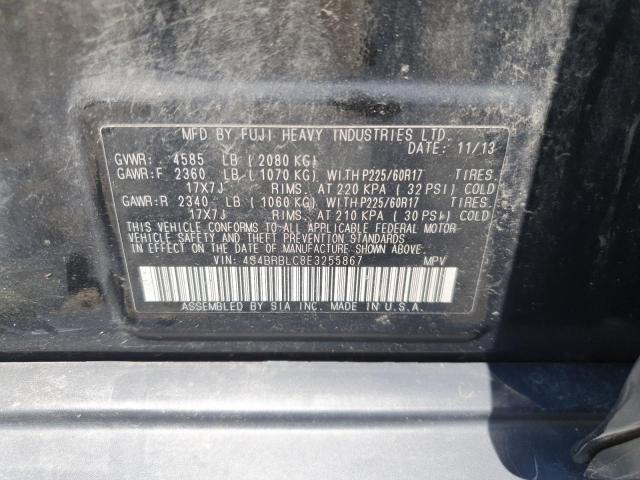 MFD BY FUJI HEAVY INDUSTRIES LTD.
DATE: 11/13
GVWR: 4585 LB (2080 KG)
GAWR:F 2360 LB (1070 KG) WITH P225/60R17 TIRES.
17X7J RIMS. AT 220 KPA (32 PSI) COLD
GAWR:R 2340 LB (1060 KG) WITH P225/60R17 TIRES.
17X7J RIMS. AT 210 KPA (30 PSI) COLD
THIS VEHICLE CONFORMS TO ALL APPLICABLE FEDERAL MOTOR
VEHICLE SAFETY AND THEFT PREVENTION STANDARDS
IN EFFECT ON THE DATE OF MANUFACTURE SHOWN ABOVE.
VIN: 4S4BRBLC8E3255867 MPV
ASSEMBLED BY SIA INC. MADE IN U.S.A.